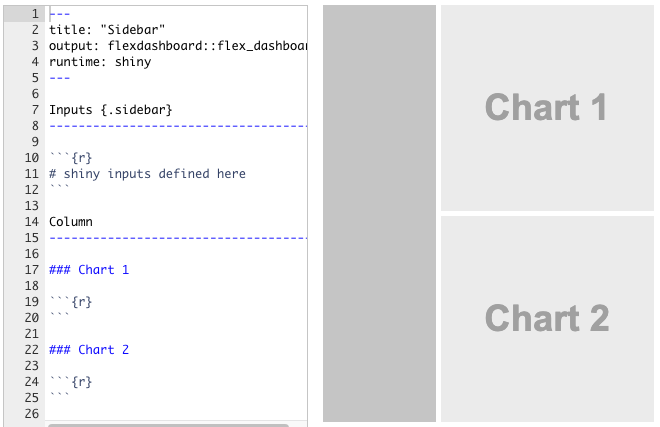 1 ---
2 title: "Sidebar"
3 output: flexdashboard::flex_dashboar
4 runtime: shiny
5 ---
6
7 Inputs {.sidebar}
8 -----------------------------------
9
10 ```{r}
11 # shiny inputs defined here
12 ```
13
14 Column
15 -----------------------------------
16
17 ### Chart 1
18
19 ```{r}
20 ```
21
22 ### Chart 2
23
24 ```{r}
25 ```
26
Chart 1
Chart 2